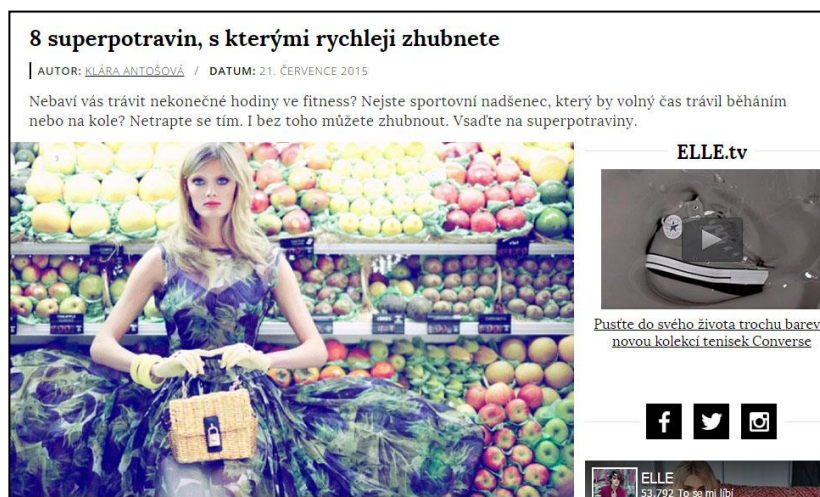 8 superpotravin, s kterými rychleji zhubnete
AUTOR: KLÁRA ANTOŠOVÁ / DATUM: 21. ČERVENCE 2015
Nebaví vás trávit nekonečné hodiny ve fitness? Nejste sportovní nadšenec, který by volný čas trávil běháním
nebo na kole? Netrapte se tím. I bez toho můžete zhubnout. Vsaďte na superpotraviny.
ELLE.tv
Pusťte do svého života trochu barev
novou kolekcí tenisek Converse
ELLE
53,792 To se mi líbí